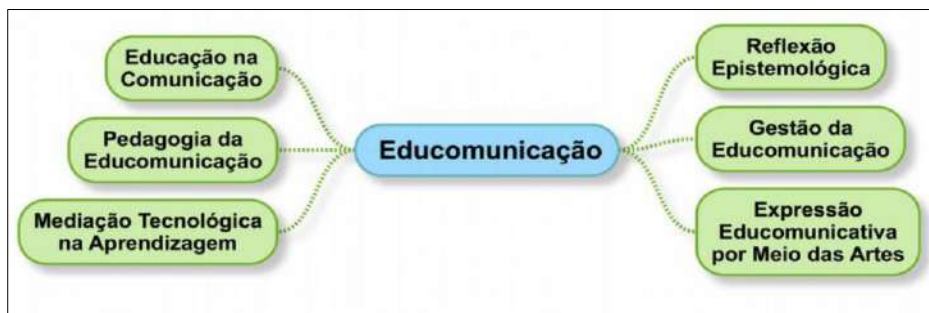 Educação na
Comunicação
Pedagogia da
Educomunicação
Mediação Tecnológica
na Aprendizagem
Educomunicação
Reflexão
Epistemológica
Gestão da
Educomunicação
Expressão
Educomunicativa
por Meio das Artes